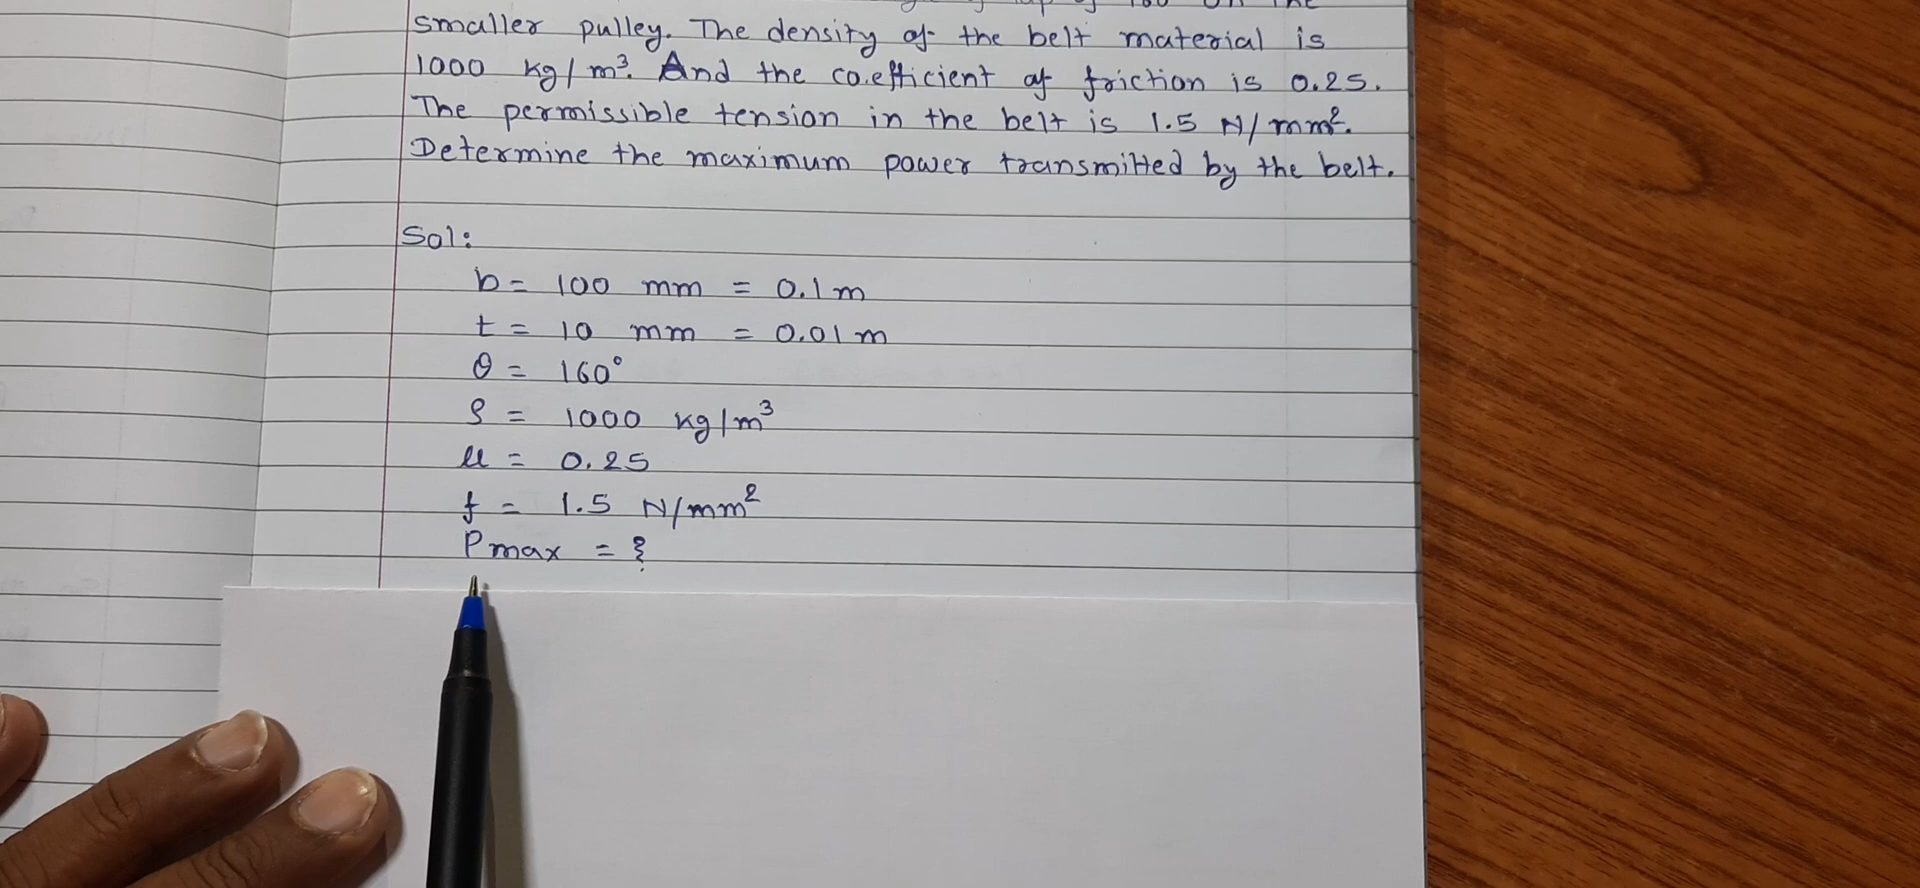 smaller pulley. The density of the belt material is
1000 kg/m³. And the co.efficient of friction is 0.25.
The permissible tension in the belt is 1.5 N/mm².
Determine the maximum power transmitted by the belt.
Sol:
b = 100 mm = 0.1 m
t = 10 mm = 0.01 m
θ = 160°
ρ = 1000 kg/m³
μ = 0.25
f = 1.5 N/mm²
Pmax = ?